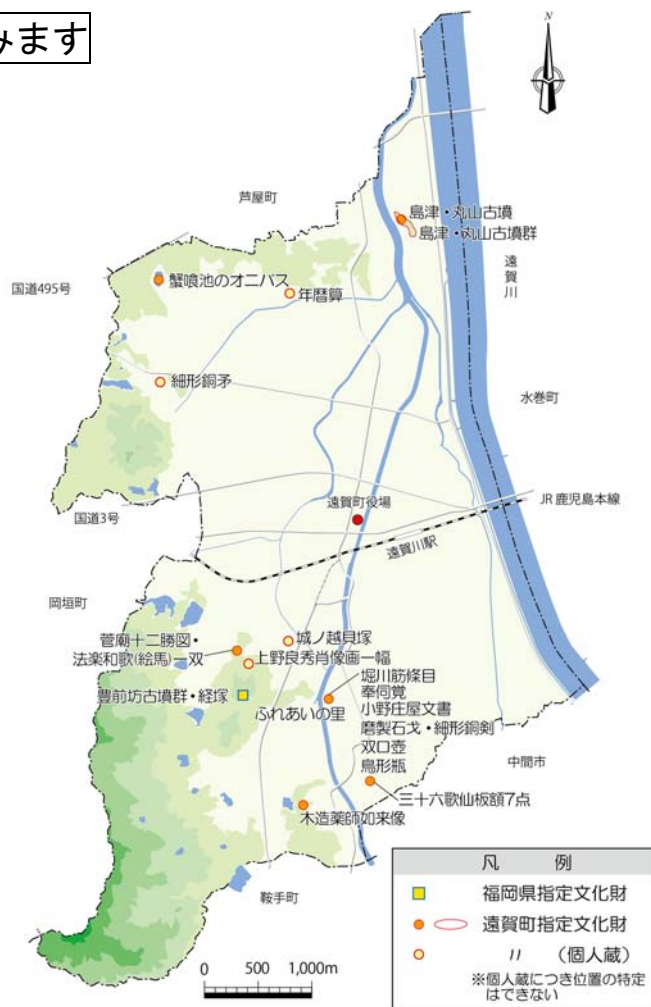 みます
N
芦屋町
島津・丸山古墳
島津・丸山古墳群
遠賀川
国道495号
蟹喰池のオニバス
年暦算
細形銅矛
水巻町
遠賀町役場
JR鹿児島本線
国道3号
遠賀川駅
岡垣町
菅廟十二勝図・
法楽和歌(絵馬)一双
城ノ越貝塚
上野良秀肖像画一幅
豊前坊古墳群・経塚
ふれあいの里
堀川筋條目
奉伺覚
小野庄屋文書
磨製石戈・細形銅剣
双口壺
鳥形瓶
中間市
三十六歌仙板額7点
木造薬師如来像
鞍手町
0 500 1,000m
凡 例
福岡県指定文化財
遠賀町指定文化財
〃 (個人蔵)
※個人蔵につき位置の特定
はできない